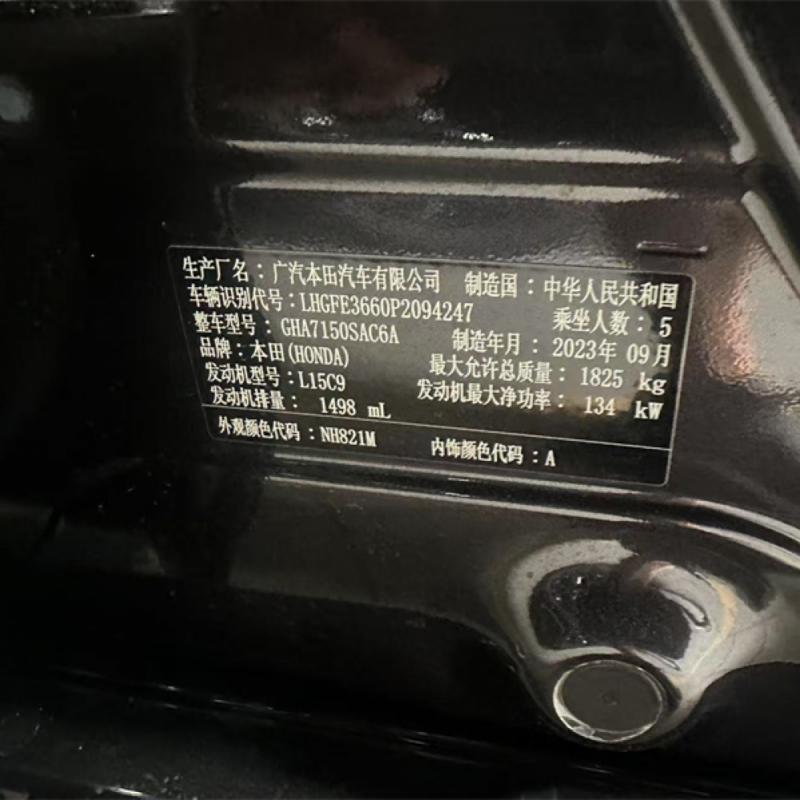 生产厂名：广汽本田汽车有限公司 制造国：中华人民共和国
车辆识别代号：LHGFE3660P2094247 乘坐人数：5
整车型号：GHA7150SAC6A 制造年月：2023年 09月
品牌：本田(HONDA) 最大允许总质量：1825 kg
发动机型号：L15C9 发动机最大净功率：134 kW
发动机排量：1498 mL
外观颜色代码：NH821M 内饰颜色代码：A